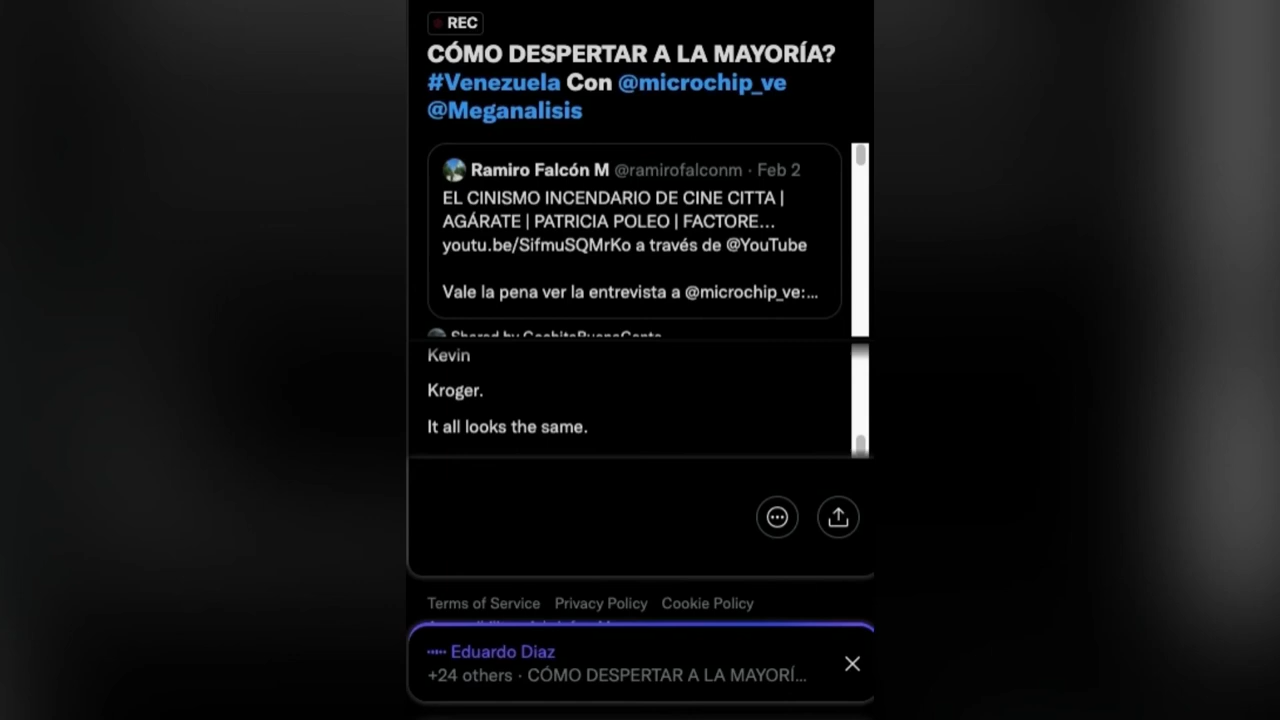 REC
CÓMO DESPERTAR A LA MAYORÍA?
#Venezuela Con @microchip_ve
@Meganalisis
Ramiro Falcón M @ramirofalconm · Feb 2
EL CINISMO INCENDARIO DE CINE CITTA |
AGÁRATE | PATRICIA POLEO | FACTORE...
youtu.be/SifmuSQMrKo a través de @YouTube
Vale la pena ver la entrevista a @microchip_ve:...
Shared by
Kevin
Kroger.
It all looks the same.
Terms of Service Privacy Policy Cookie Policy
Eduardo Diaz
+24 others · CÓMO DESPERTAR A LA MAYORÍ...